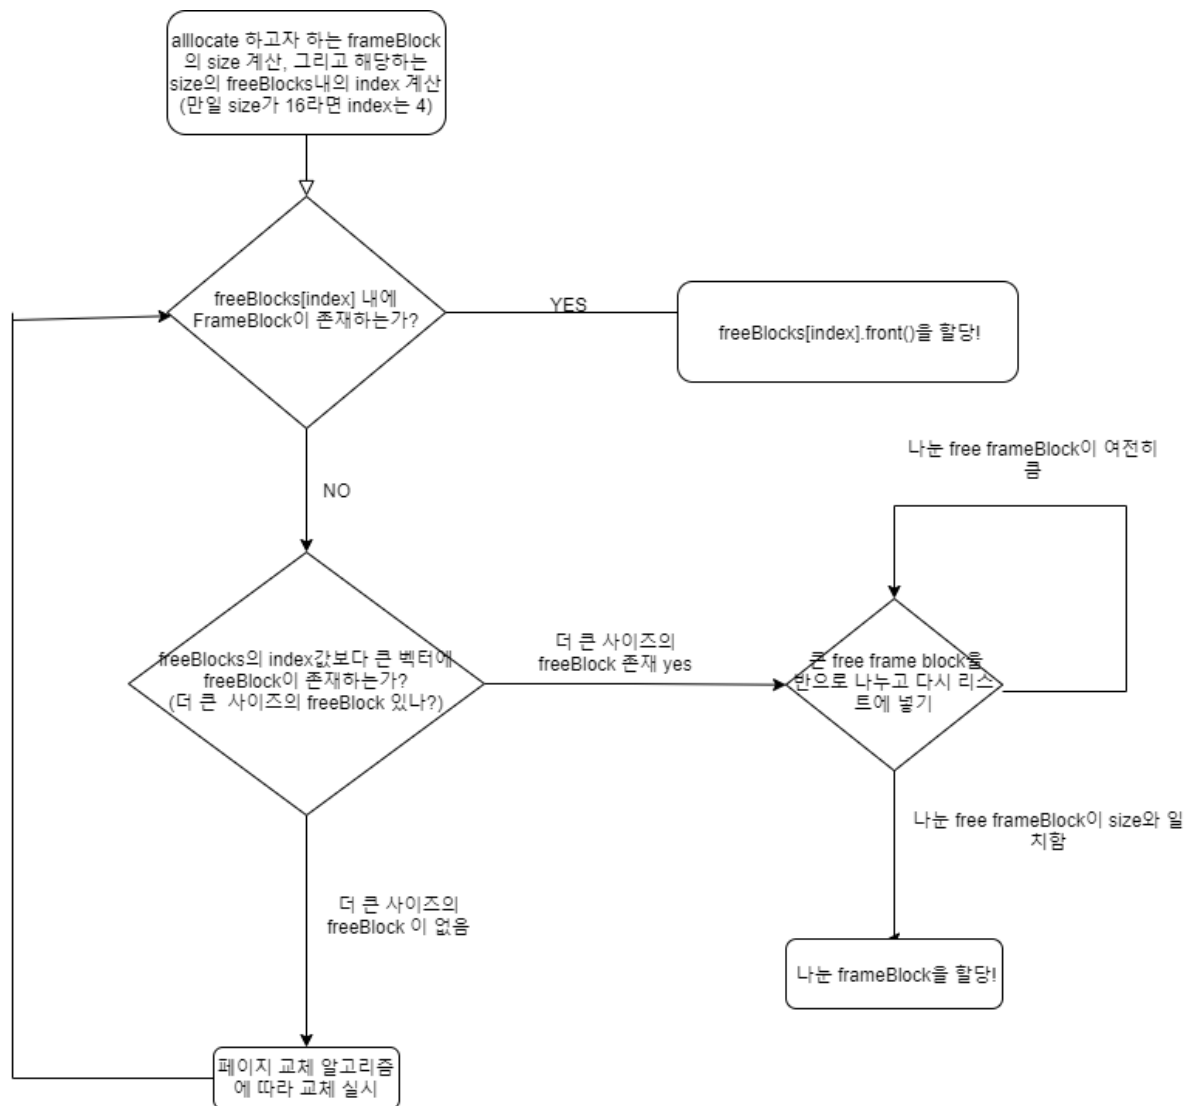 alllocate 하고자 하는 frameBlock
의 size 계산, 그리고 해당하는
size의 freeBlocks내의 index 계산
(만일 size가 16라면 index는 4)
freeBlocks[index] 내에
FrameBlock이 존재하는가?
YES
freeBlocks[index].front()을 할당!
NO
나눈 free frameBlock이 여전히
큼
freeBlocks의 index값보다 큰 벡터에
freeBlock이 존재하는가?
(더 큰 사이즈의 freeBlock 있나?)
더 큰 사이즈의
freeBlock 존재 yes
큰 free frame block을
반으로 나누고 다시 리스
트에 넣기
나눈 free frameBlock이 size와 일
치함
더 큰 사이즈의
freeBlock 이 없음
나눈 frameBlock을 할당!
페이지 교체 알고리즘
에 따라 교체 실시